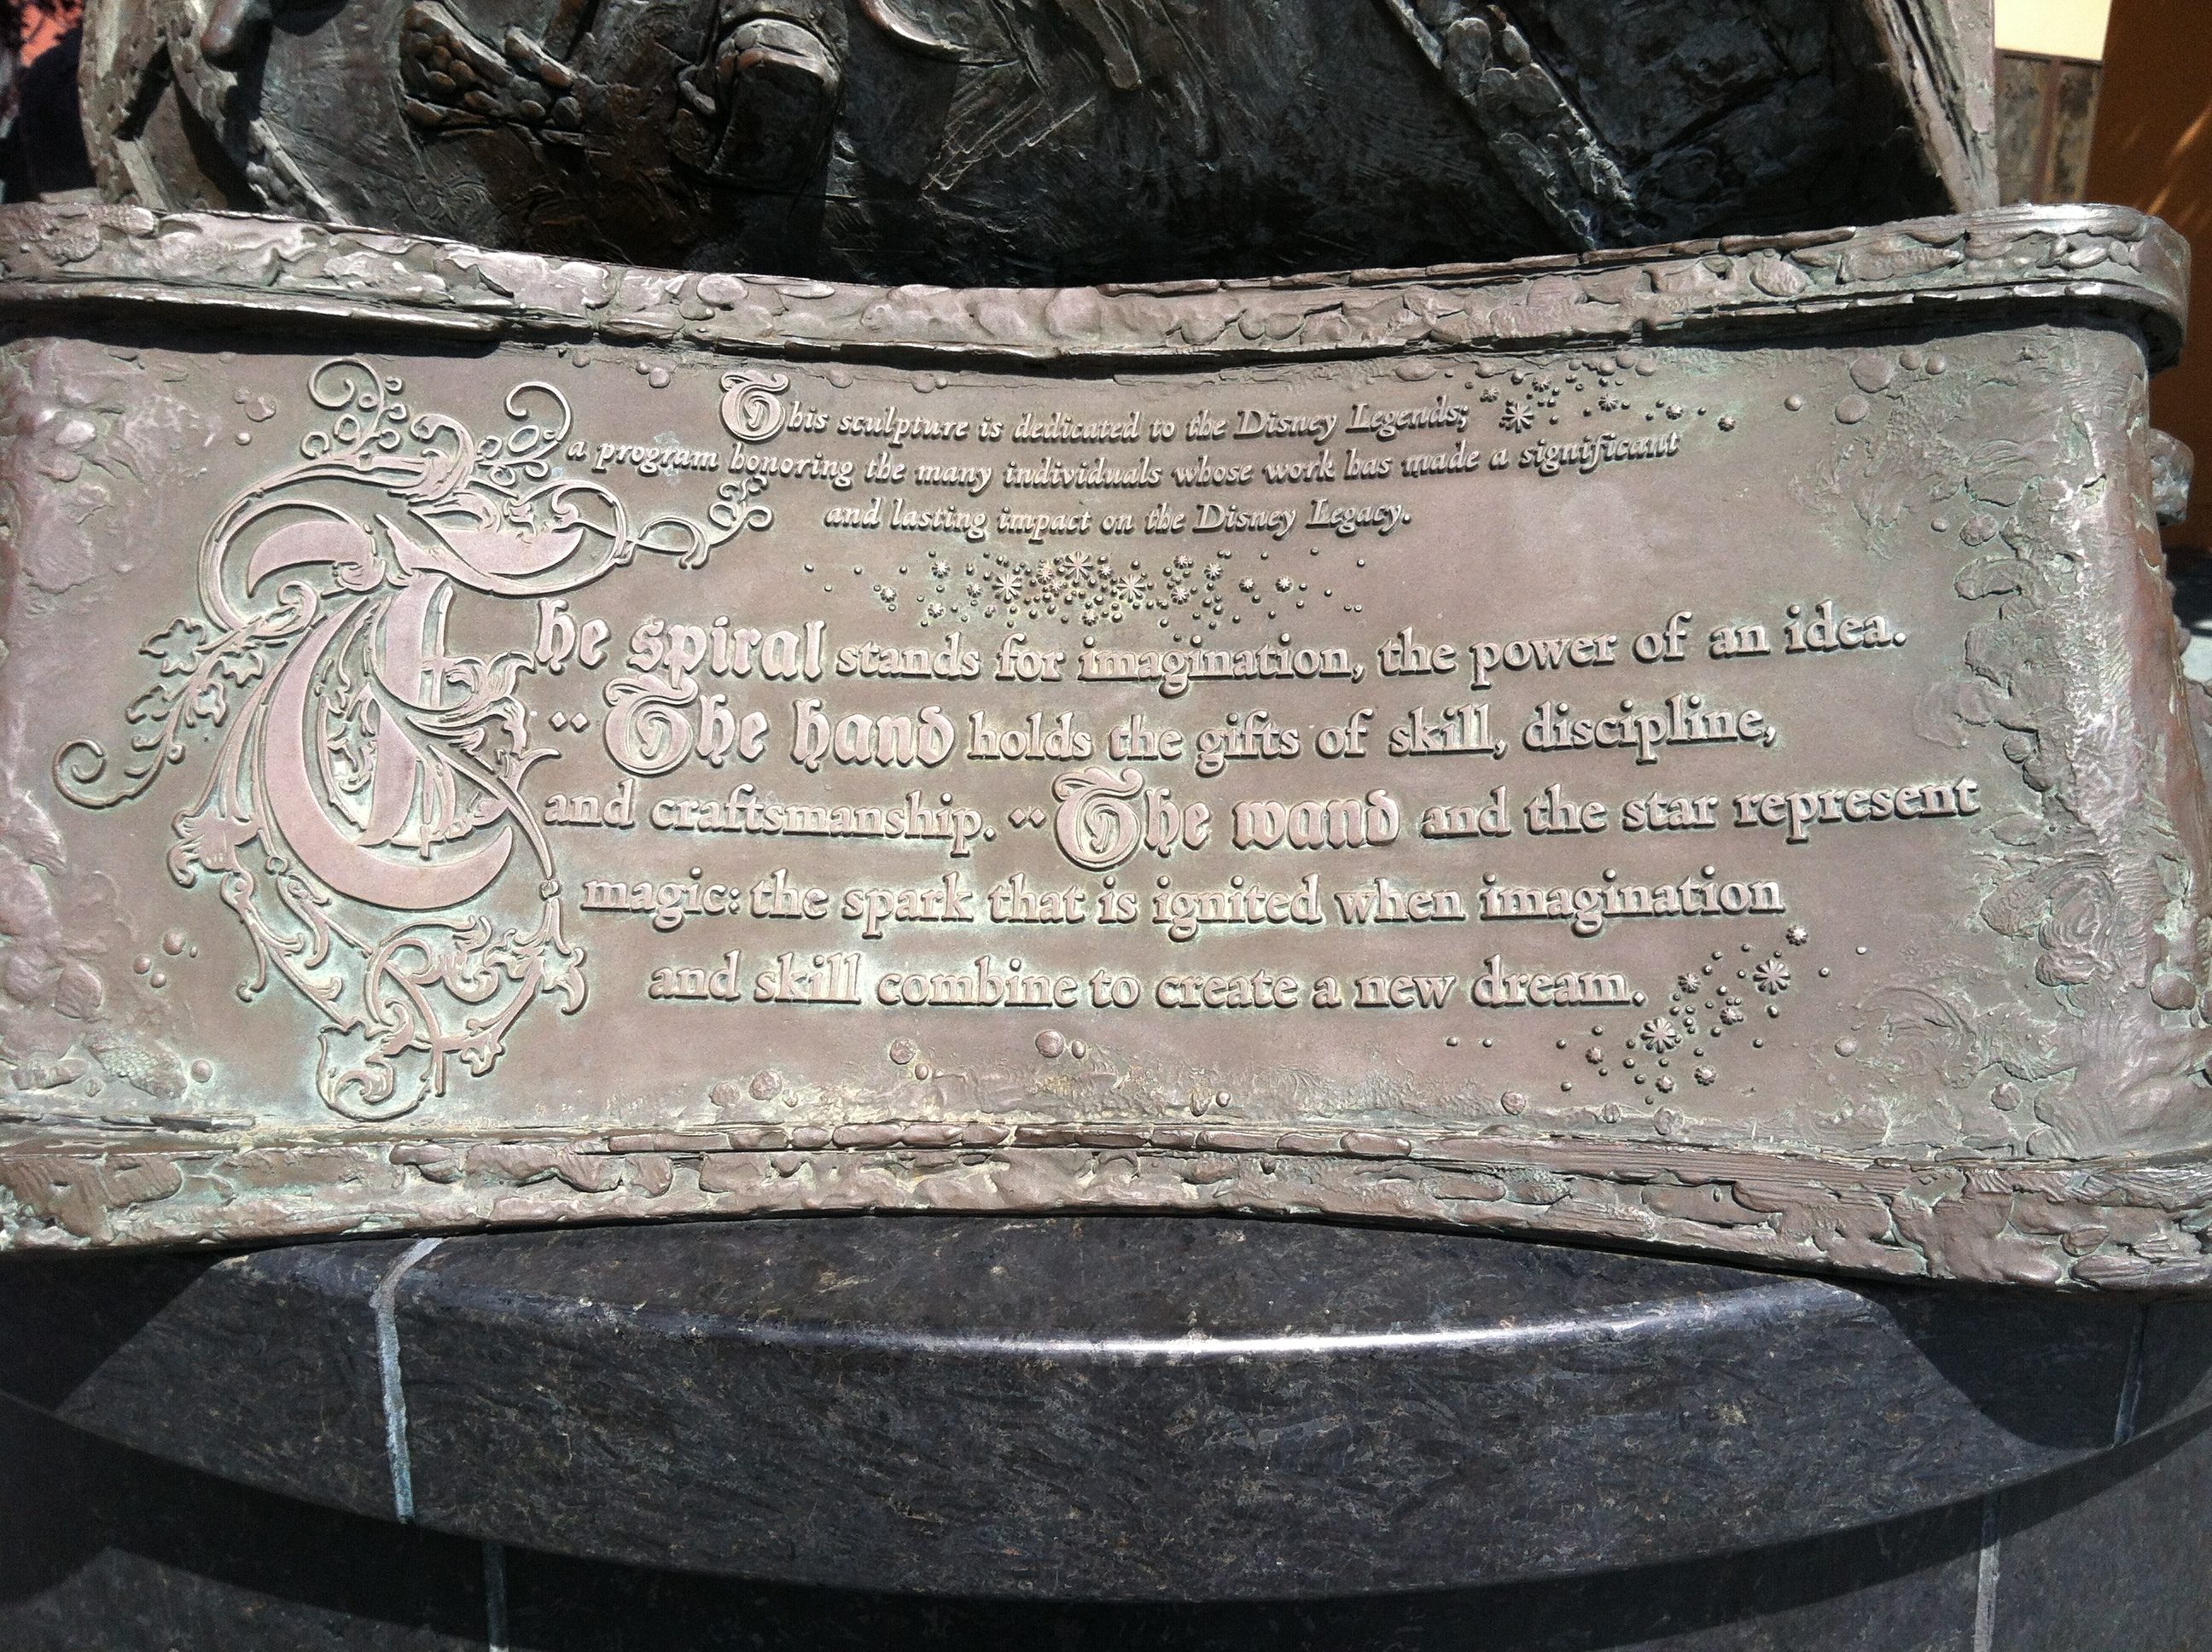 This sculpture is dedicated to the Disney Legends;
a program honoring the many individuals whose work has made a significant
and lasting impact on the Disney Legacy.
The spiral stands for imagination, the power of an idea.
The hand holds the gifts of skill, discipline,
and craftsmanship. The wand and the star represent
magic: the spark that is ignited when imagination
and skill combine to create a new dream.